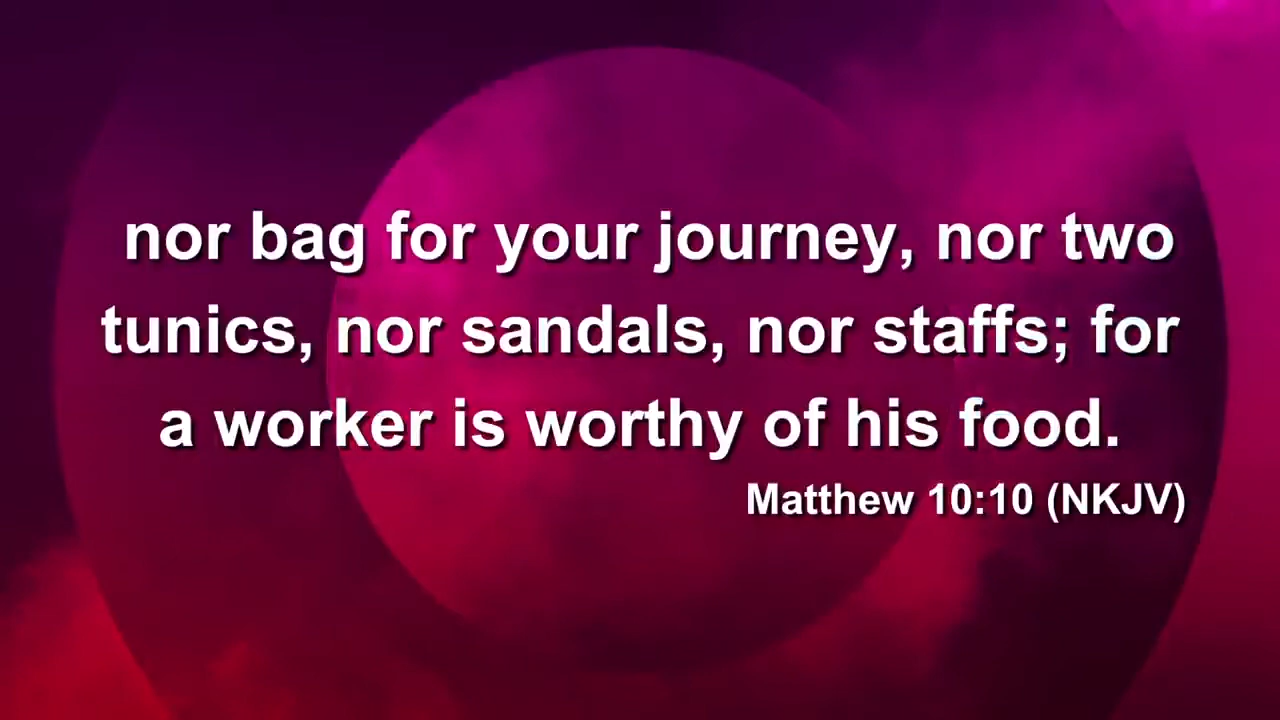 nor bag for your journey, nor two
tunics, nor sandals, nor staffs; for
a worker is worthy of his food.
Matthew 10:10 (NKJV)